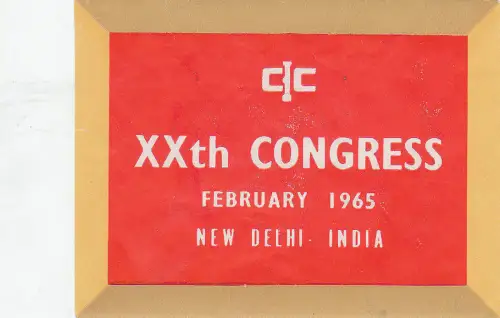 CIC
XXth CONGRESS
FEBRUARY 1965
NEW DELHI - INDIA